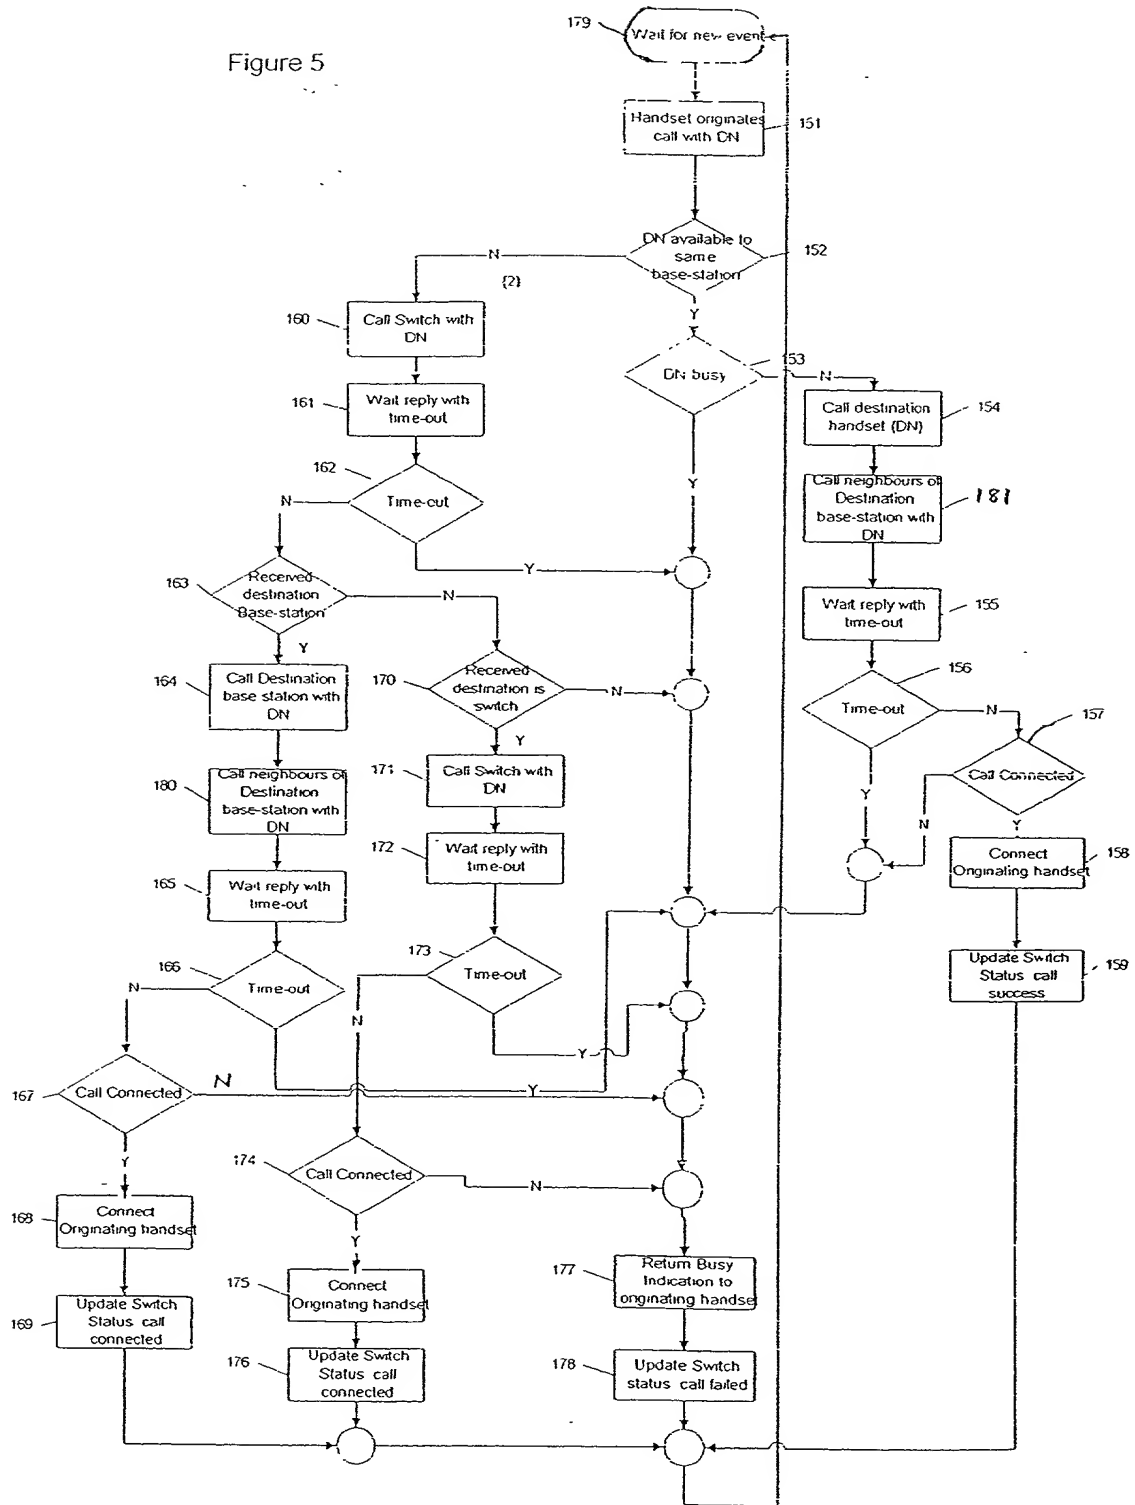 Figure 5
179
Wait for new event
Handset originates
call with DN
151
DN available to
same
base-station
152
N
{2}
Y
160
Call Switch with
DN
DN busy
153
N
161
Wait reply with
time-out
Call destination
handset (DN)
154
162
Time-out
N
Y
Call neighbours of
Destination
base-station with
DN
181
Y
163
Received
destination
Base-station
N
Y
Wait reply with
time-out
155
164
Call Destination
base station with
DN
170
Received
destination is
switch
N
Y
156
Time-out
N
157
Call Connected
Y
N
Y
180
Call neighbours of
Destination
base-station with
DN
171
Call Switch with
DN
172
Wait reply with
time-out
Connect
Originating handset
158
165
Wait reply with
time-out
166
Time-out
N
173
Time-out
N
Y
Update Switch
Status call
success
159
167
Call Connected
N
Y
Y
174
Call Connected
N
Y
168
Connect
Originating handset
175
Connect
Originating handset
177
Return Busy
Indication to
originating handset
169
Update Switch
Status call
connected
176
Update Switch
Status call
connected
178
Update Switch
status call failed